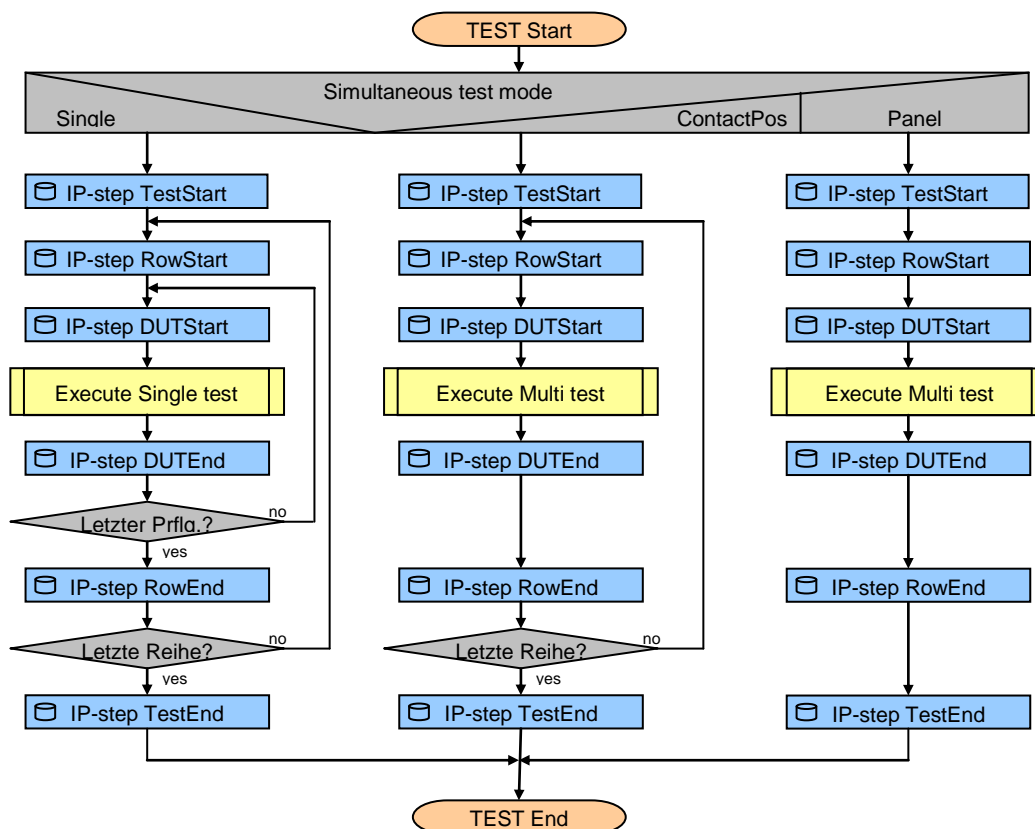 TEST Start
Simultaneous test mode
Single
ContactPos
Panel
IP-step TestStart
IP-step TestStart
IP-step TestStart
IP-step RowStart
IP-step RowStart
IP-step RowStart
IP-step DUTStart
IP-step DUTStart
IP-step DUTStart
Execute Single test
Execute Multi test
Execute Multi test
IP-step DUTEnd
IP-step DUTEnd
IP-step DUTEnd
Letzter Prflg.?
no
yes
IP-step RowEnd
IP-step RowEnd
IP-step RowEnd
Letzte Reihe?
no
Letzte Reihe?
no
yes
yes
IP-step TestEnd
IP-step TestEnd
IP-step TestEnd
TEST End